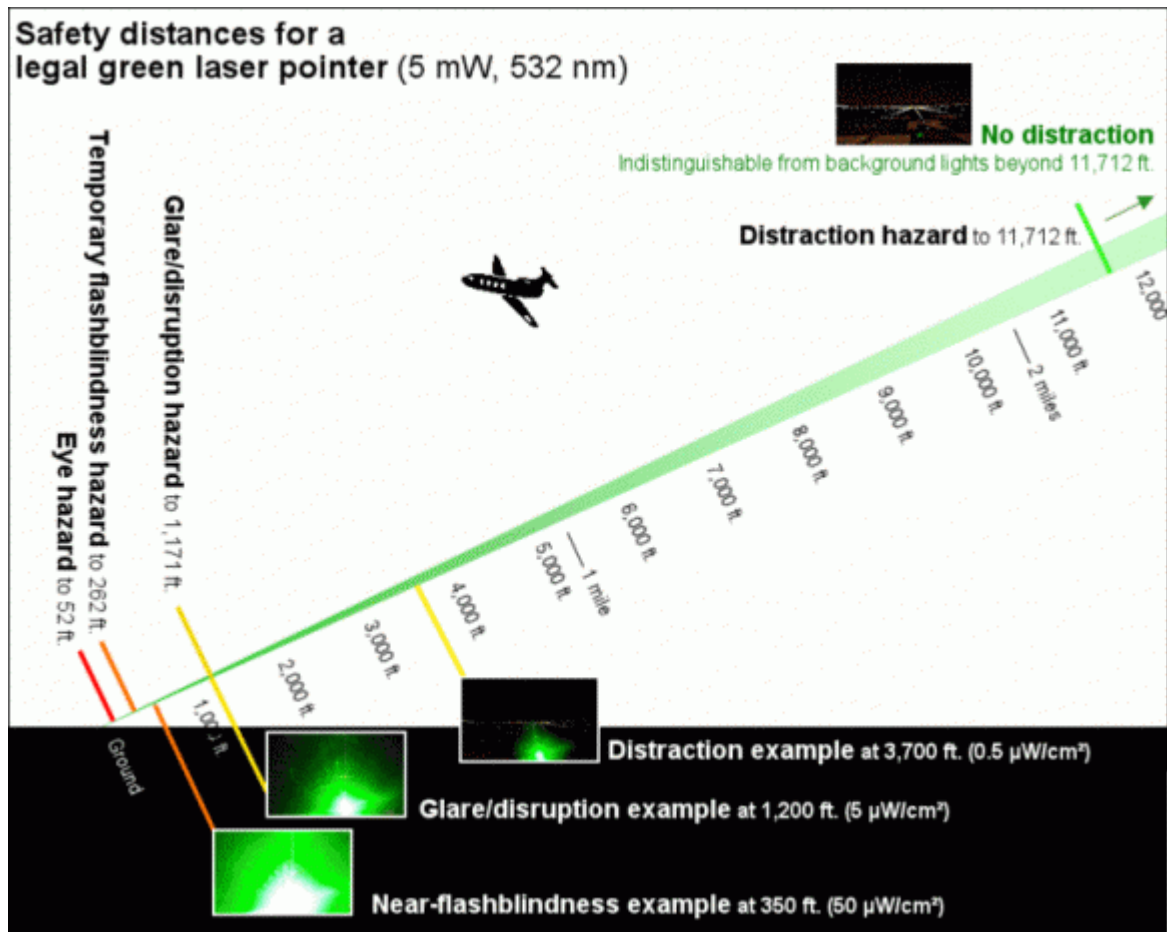 Safety distances for a
legal green laser pointer (5 mW, 532 nm)
No distraction
Indistinguishable from background lights beyond 11,712 ft.
Distraction hazard to 11,712 ft.
Glare/disruption hazard to 1,171 ft.
Temporary flashblindness hazard to 262 ft.
Eye hazard to 52 ft.
Ground
1,000 ft.
2,000 ft.
3,000 ft.
4,000 ft.
5,000 ft.
1 mile
6,000 ft.
7,000 ft.
8,000 ft.
9,000 ft.
10,000 ft.
2 miles
11,000 ft.
12,000
Distraction example at 3,700 ft. (0.5 µW/cm²)
Glare/disruption example at 1,200 ft. (5 µW/cm²)
Near-flashblindness example at 350 ft. (50 µW/cm²)